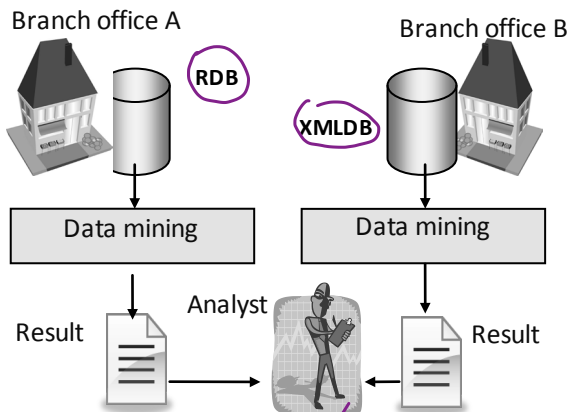 Branch office A
Branch office B
RDB
XMLDB
Data mining
Data mining
Analyst
Result
Result